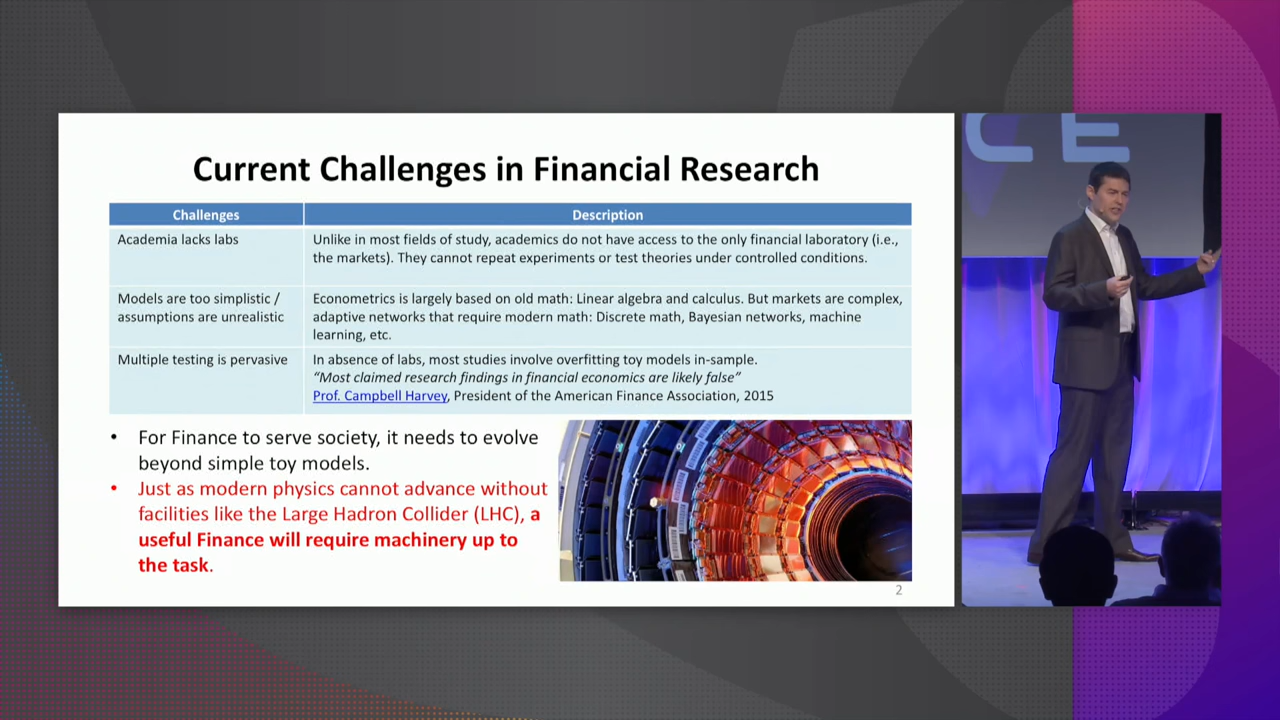 Current Challenges in Financial Research
Challenges
Description
Academia lacks labs
Unlike in most fields of study, academics do not have access to the only financial laboratory (i.e.,
the markets). They cannot repeat experiments or test theories under controlled conditions.
Models are too simplistic /
assumptions are unrealistic
Econometrics is largely based on old math: Linear algebra and calculus. But markets are complex,
adaptive networks that require modern math: Discrete math, Bayesian networks, machine
learning, etc.
Multiple testing is pervasive
In absence of labs, most studies involve overfitting toy models in-sample.
“Most claimed research findings in financial economics are likely false”
Prof. Campbell Harvey, President of the American Finance Association, 2015
• For Finance to serve society, it needs to evolve
beyond simple toy models.
• Just as modern physics cannot advance without
facilities like the Large Hadron Collider (LHC), a
useful Finance will require machinery up to
the task.
2
CE